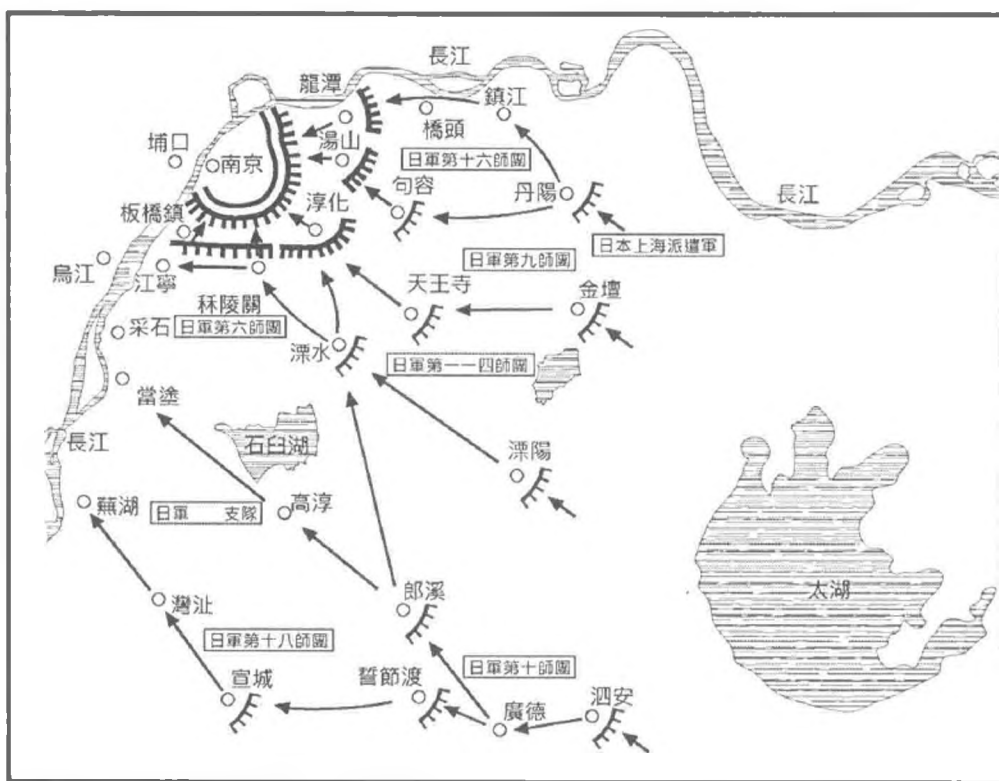 長江
龍潭
鎮江
橋頭
湯山
埔口
南京
日軍第十六師團
句容
丹陽
長江
淳化
板橋鎮
日本上海派遣軍
日軍第九師團
烏江
江寧
天王寺
金壇
秣陵關
采石
日軍第六師團
溧水
日軍第一一四師團
當塗
長江
石臼湖
溧陽
蕪湖
日軍 支隊
高淳
太湖
郎溪
灣沚
日軍第十八師團
日軍第十師團
誓節渡
宣城
泗安
廣德